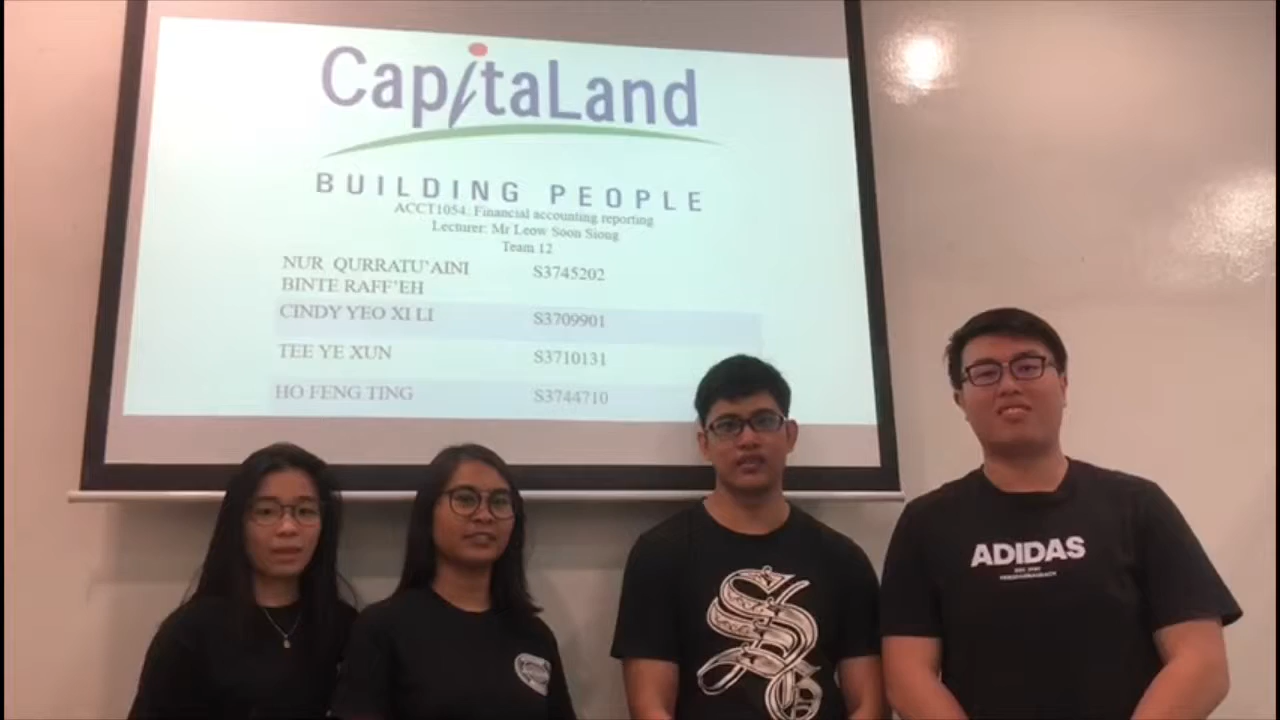 CapitaLand
BUILDING PEOPLE
ACCT1054: Financial accounting reporting
Lecturer: Mr Leow Soon Siong
Team 12
NUR QURRATU'AINI S3745202
BINTE RAFF'EH
CINDY YEO XI LI S3709901
TEE YE XUN S3710131
HO FENG TING S3744710
ADIDAS